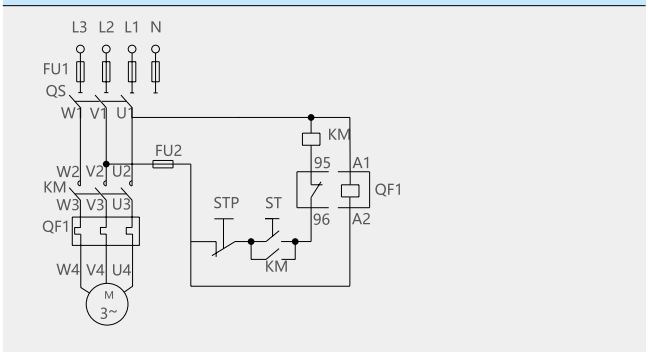 L3 L2 L1 N
FU1
QS
W1 V1 U1
KM
FU2
95 A1
W2 V2 U2
KM
QF1
W3 V3 U3
STP ST
96 A2
QF1
KM
W4 V4 U4
M
3~